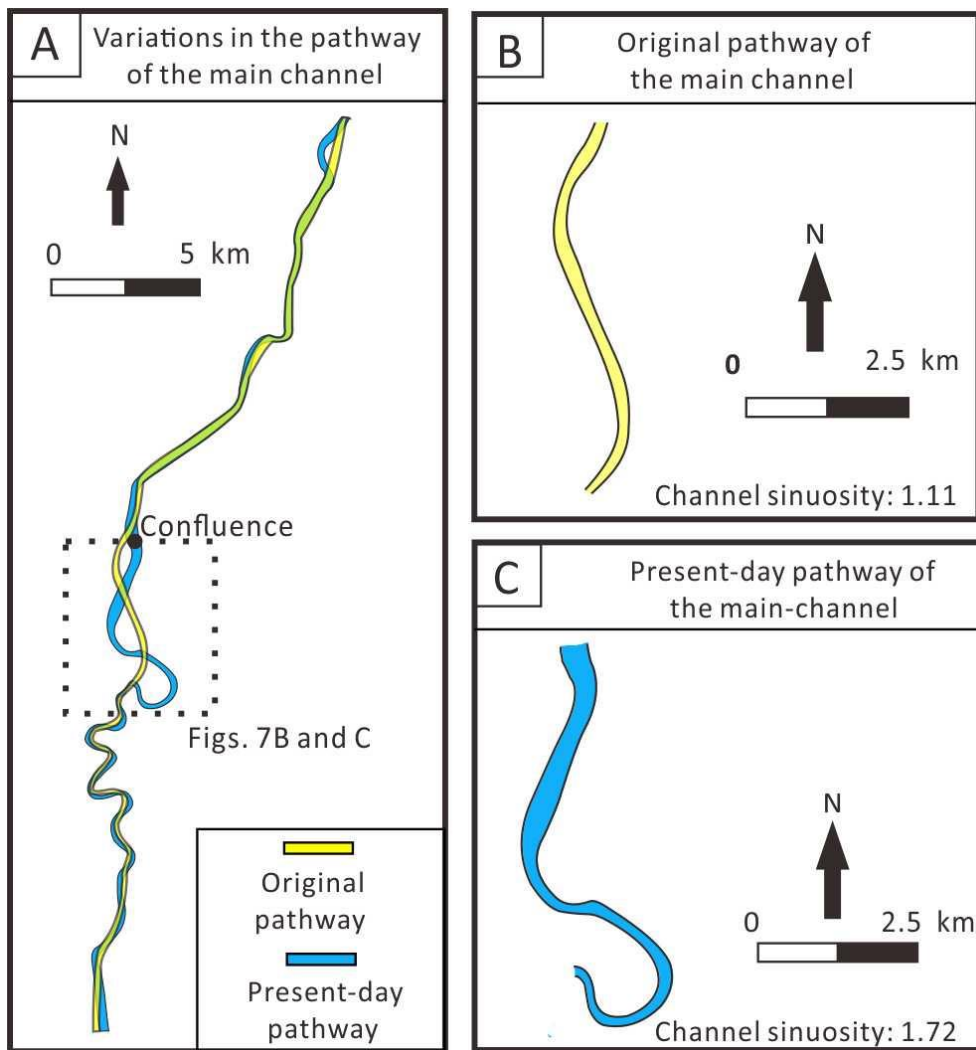 A
Variations in the pathway
of the main channel
N
0 5 km
Confluence
Figs. 7B and C
Original
pathway
Present-day
pathway
B
Original pathway of
the main channel
N
0 2.5 km
Channel sinuosity: 1.11
C
Present-day pathway of
the main-channel
N
0 2.5 km
Channel sinuosity: 1.72